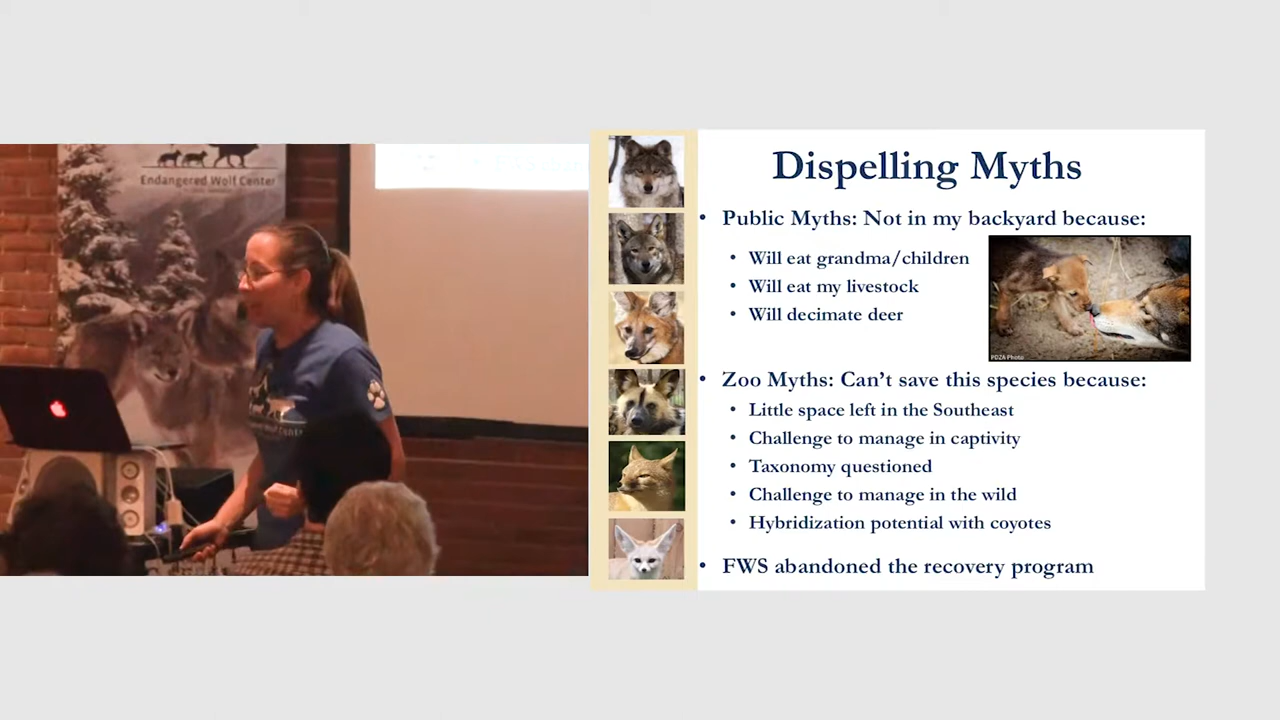 Endangered Wolf Center
Dispelling Myths
• Public Myths: Not in my backyard because:
• Will eat grandma/children
• Will eat my livestock
• Will decimate deer
PDZA Photo
• Zoo Myths: Can't save this species because:
• Little space left in the Southeast
• Challenge to manage in captivity
• Taxonomy questioned
• Challenge to manage in the wild
• Hybridization potential with coyotes
• FWS abandoned the recovery program